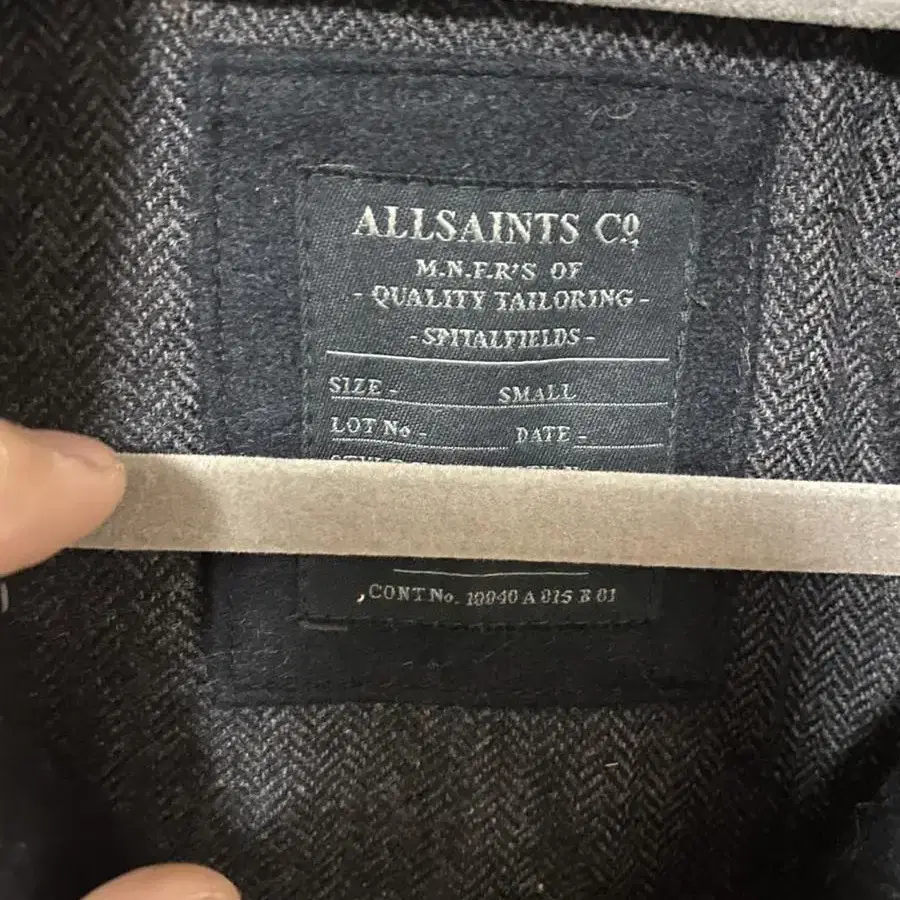 ALLSAINTS Co
M.N.F.R'S OF
- QUALITY TAILORING -
- SPITALFIELDS -
SIZE - SMALL
LOT No - DATE -
CONT No. 10040 A 015 B 01